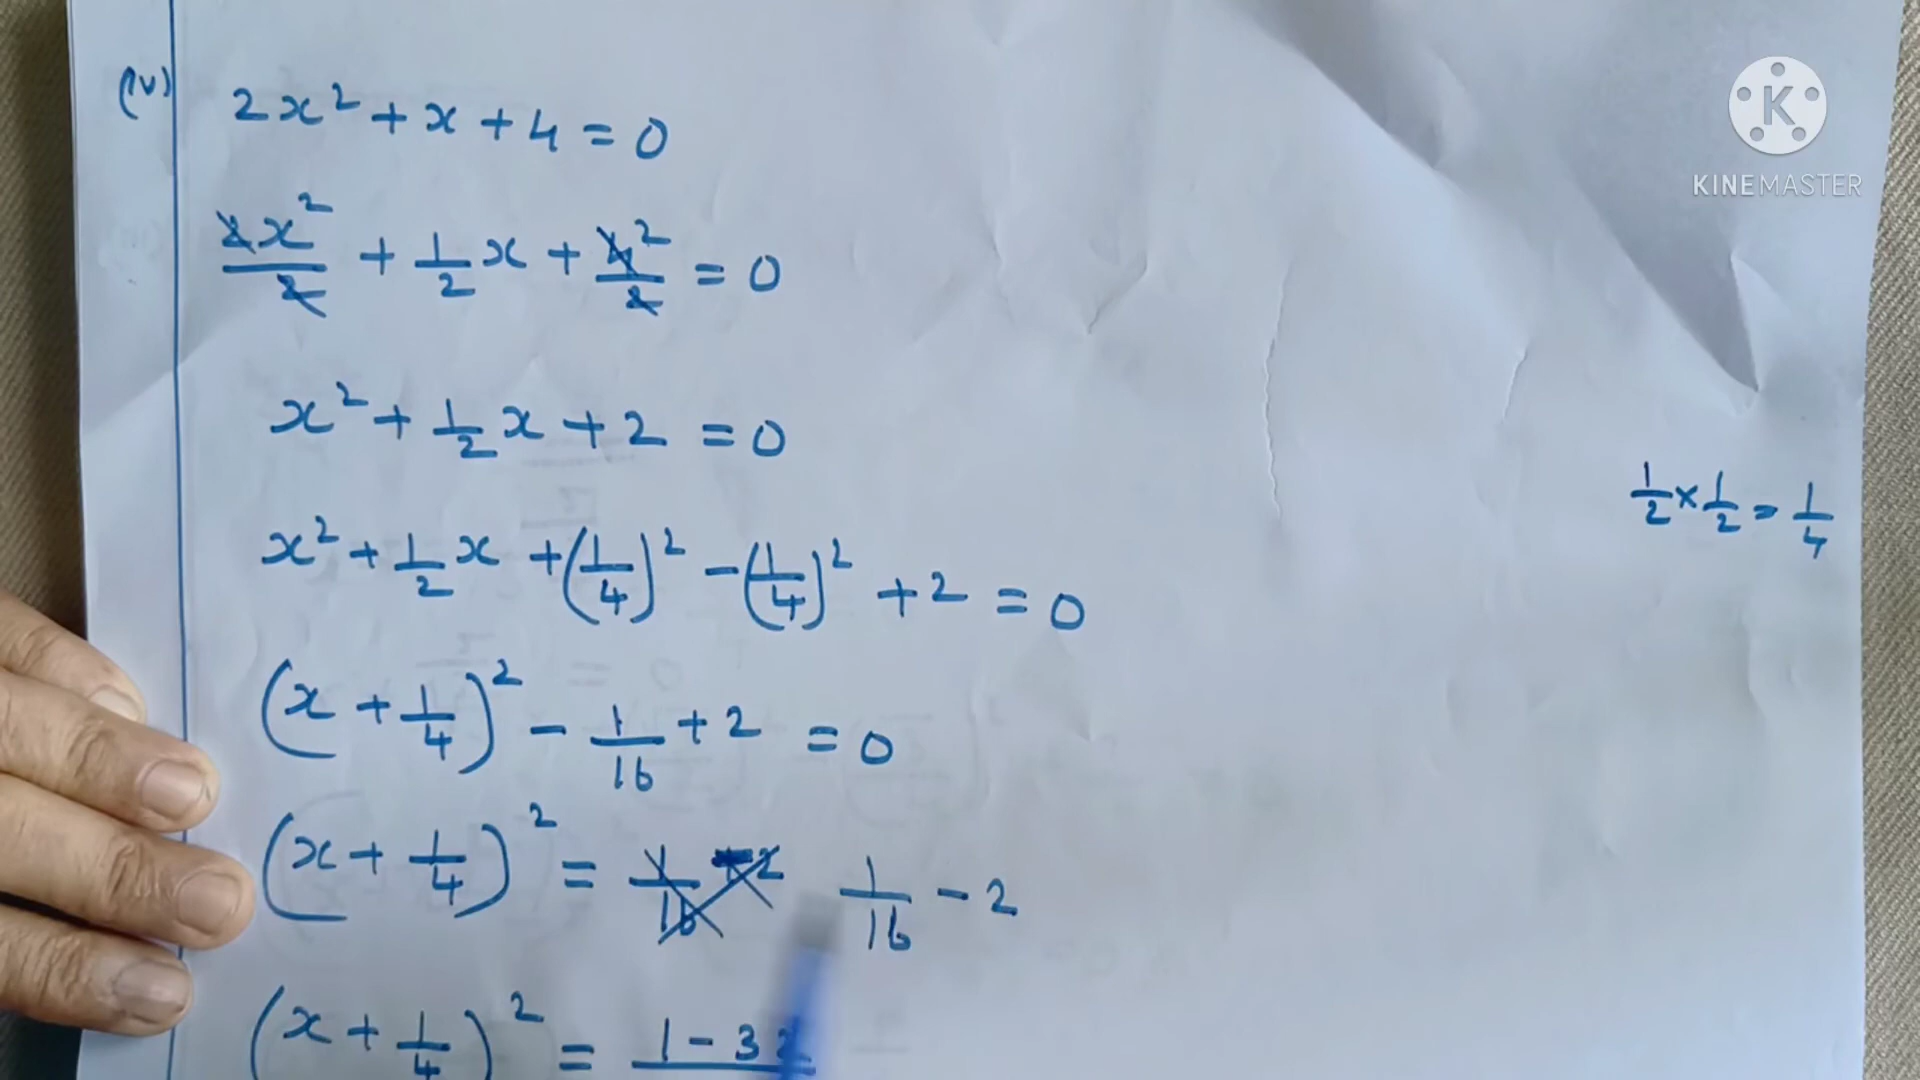 (iv) 2x² + x + 4 = 0
2x²/2 + 1/2 x + 4²/2 = 0
x² + 1/2 x + 2 = 0
x² + 1/2 x + (1/4)² - (1/4)² + 2 = 0
1/2 × 1/2 = 1/4
(x + 1/4)² - 1/16 + 2 = 0
(x + 1/4)² = 1/16 - 2
(x + 1/4)² = 1 - 32
K
KINEMASTER